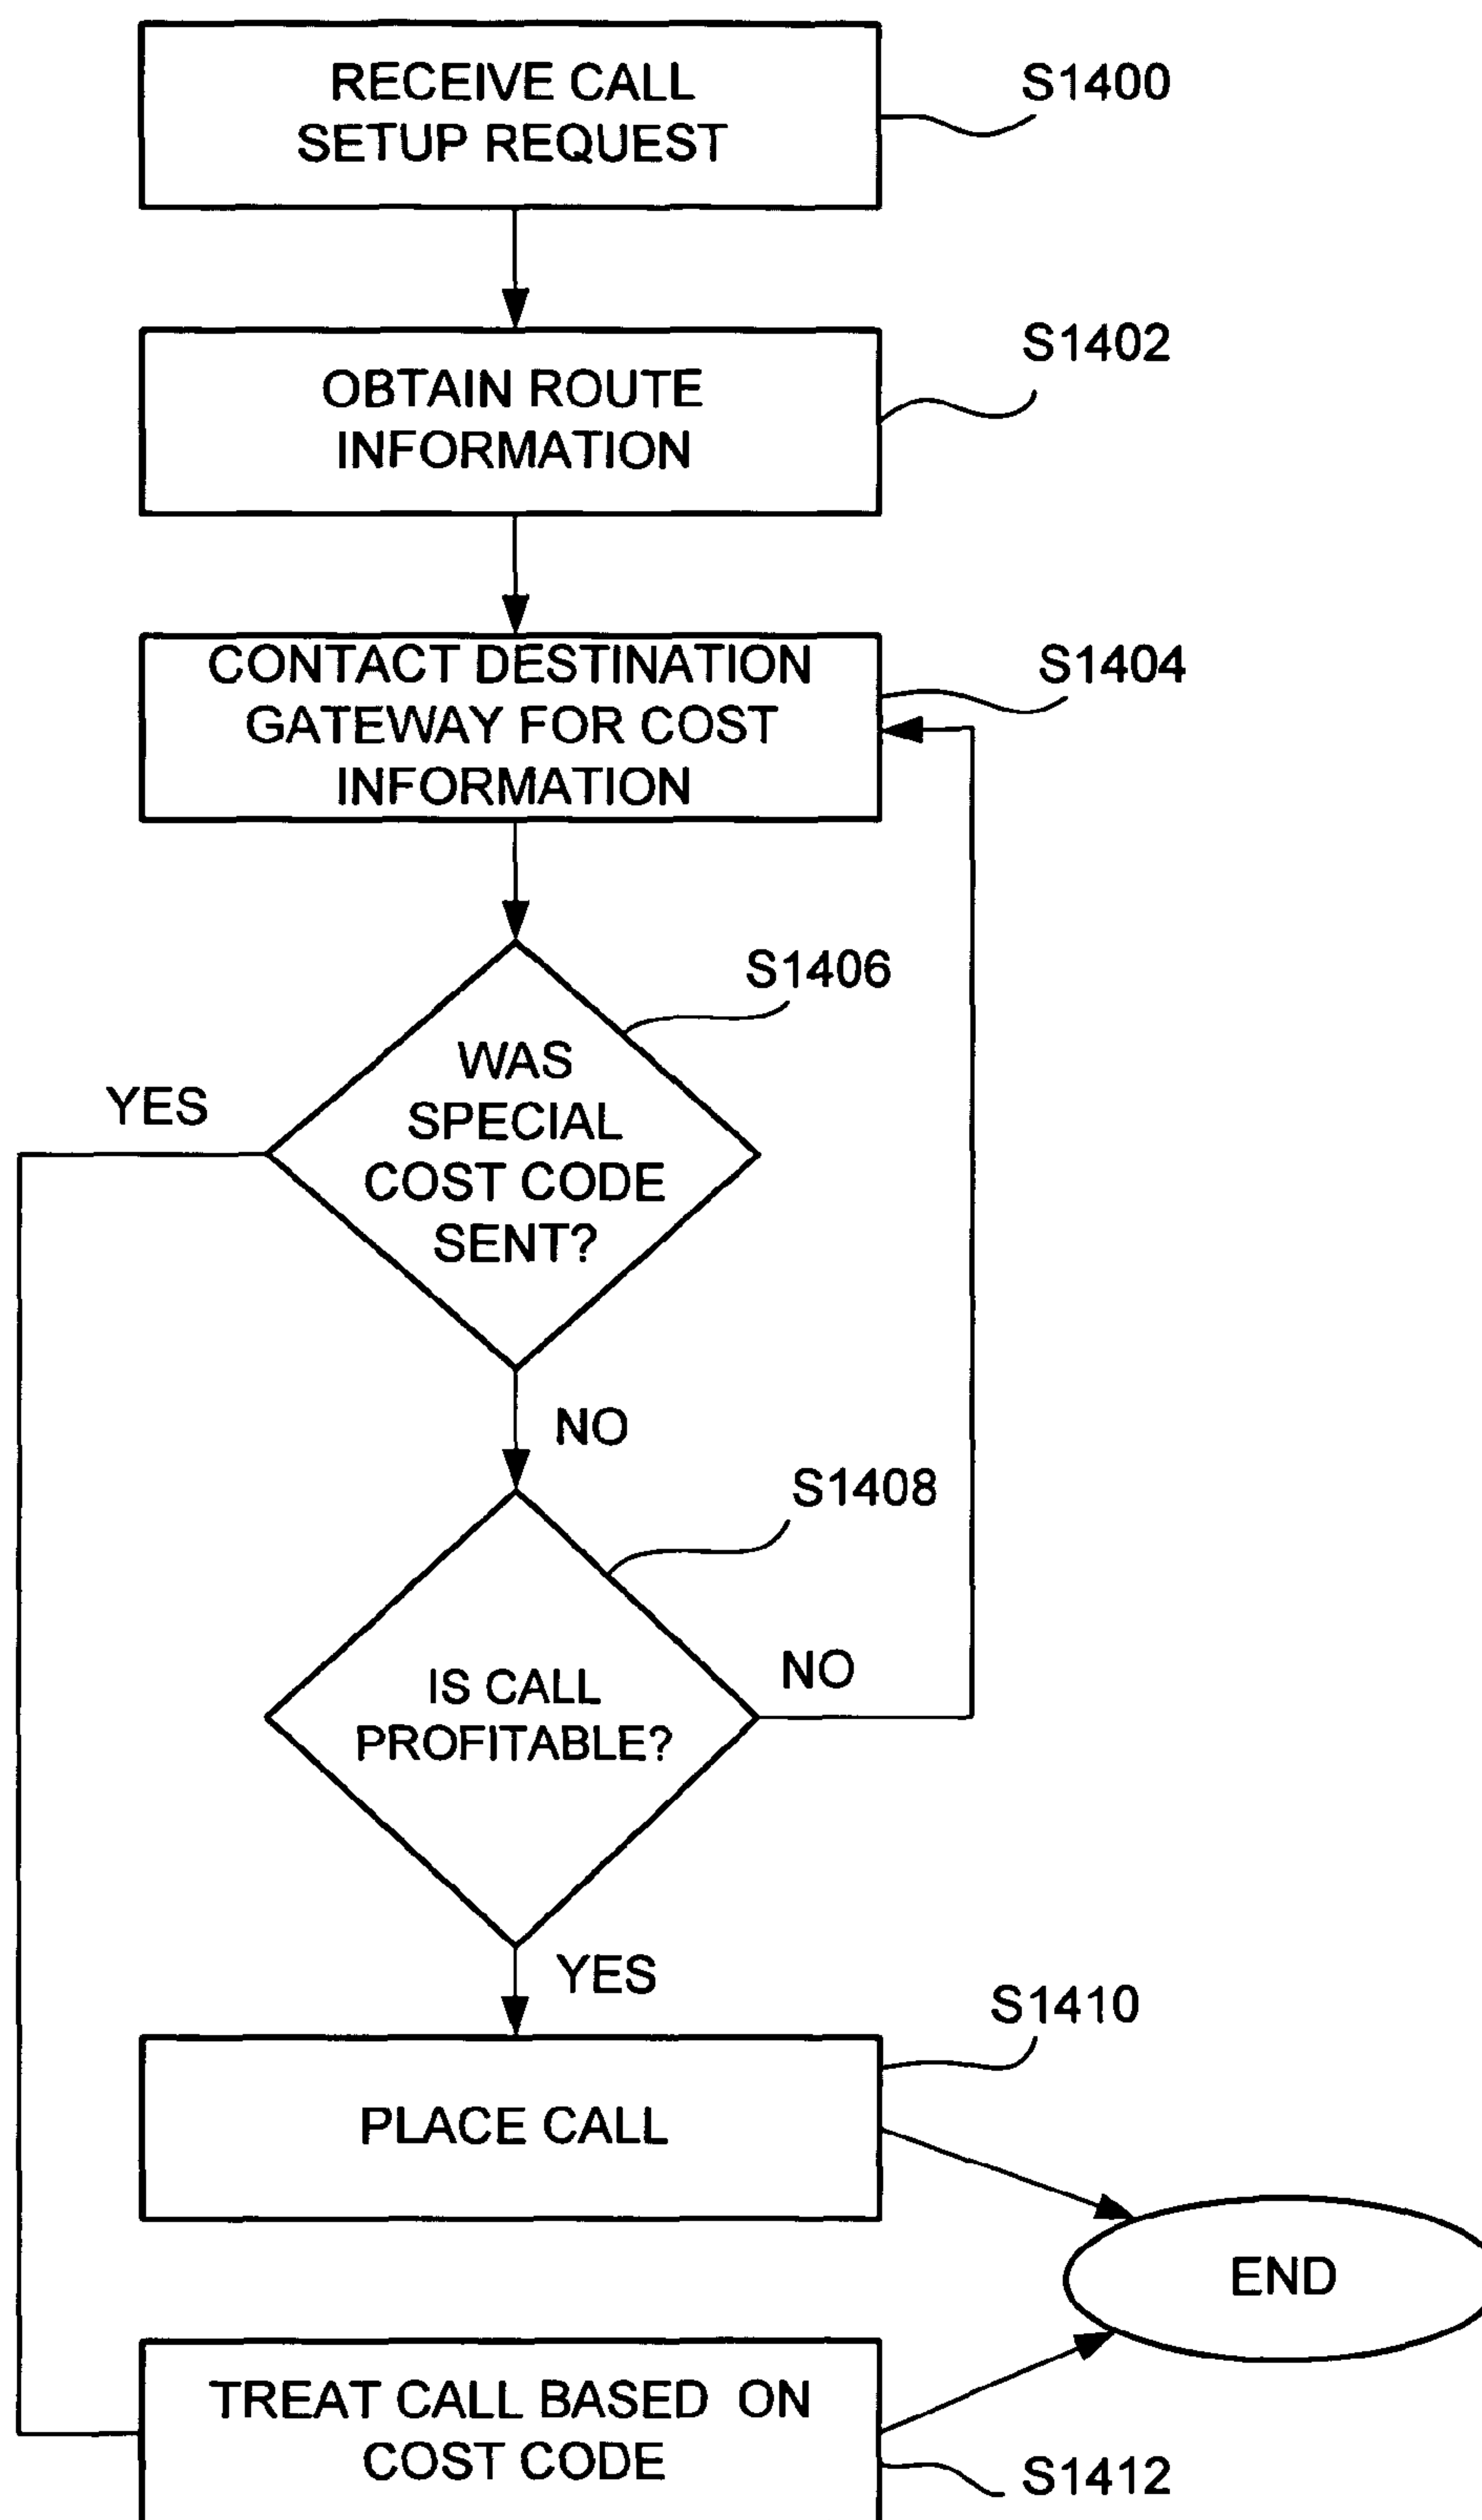 RECEIVE CALL
SETUP REQUEST
S1400
OBTAIN ROUTE
INFORMATION
S1402
CONTACT DESTINATION
GATEWAY FOR COST
INFORMATION
S1404
WAS
SPECIAL
COST CODE
SENT?
S1406
YES
NO
IS CALL
PROFITABLE?
S1408
NO
YES
PLACE CALL
S1410
END
TREAT CALL BASED ON
COST CODE
S1412